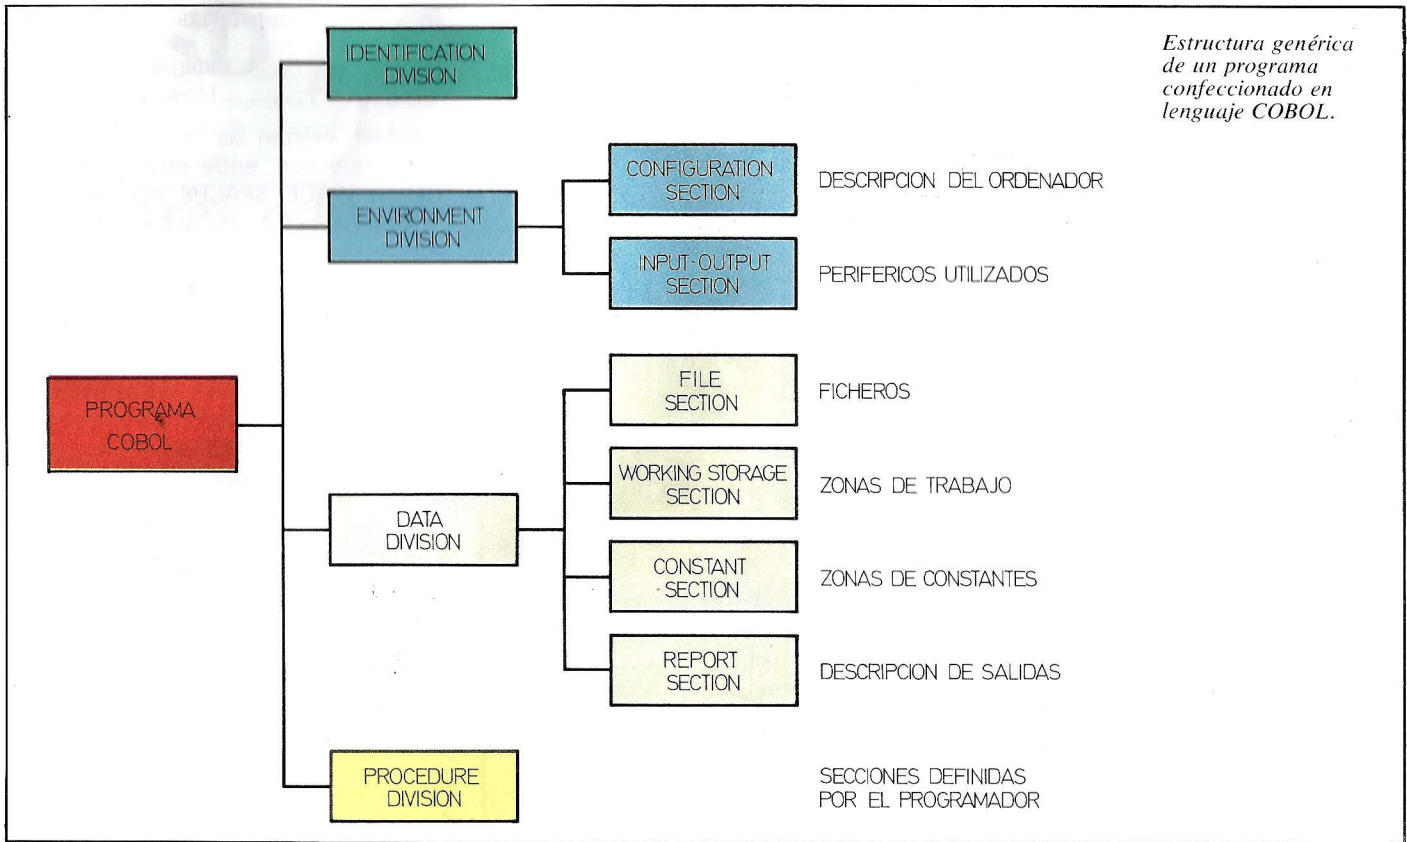 IDENTIFICATION
DIVISION
Estructura genérica
de un programa
confeccionado en
lenguaje COBOL.
CONFIGURATION
SECTION
DESCRIPCION DEL ORDENADOR
ENVIRONMENT
DIVISION
INPUT-OUTPUT
SECTION
PERIFERICOS UTILIZADOS
PROGRAMA
COBOL
FILE
SECTION
FICHEROS
WORKING STORAGE
SECTION
ZONAS DE TRABAJO
DATA
DIVISION
CONSTANT
SECTION
ZONAS DE CONSTANTES
REPORT
SECTION
DESCRIPCION DE SALIDAS
PROCEDURE
DIVISION
SECCIONES DEFINIDAS
POR EL PROGRAMADOR